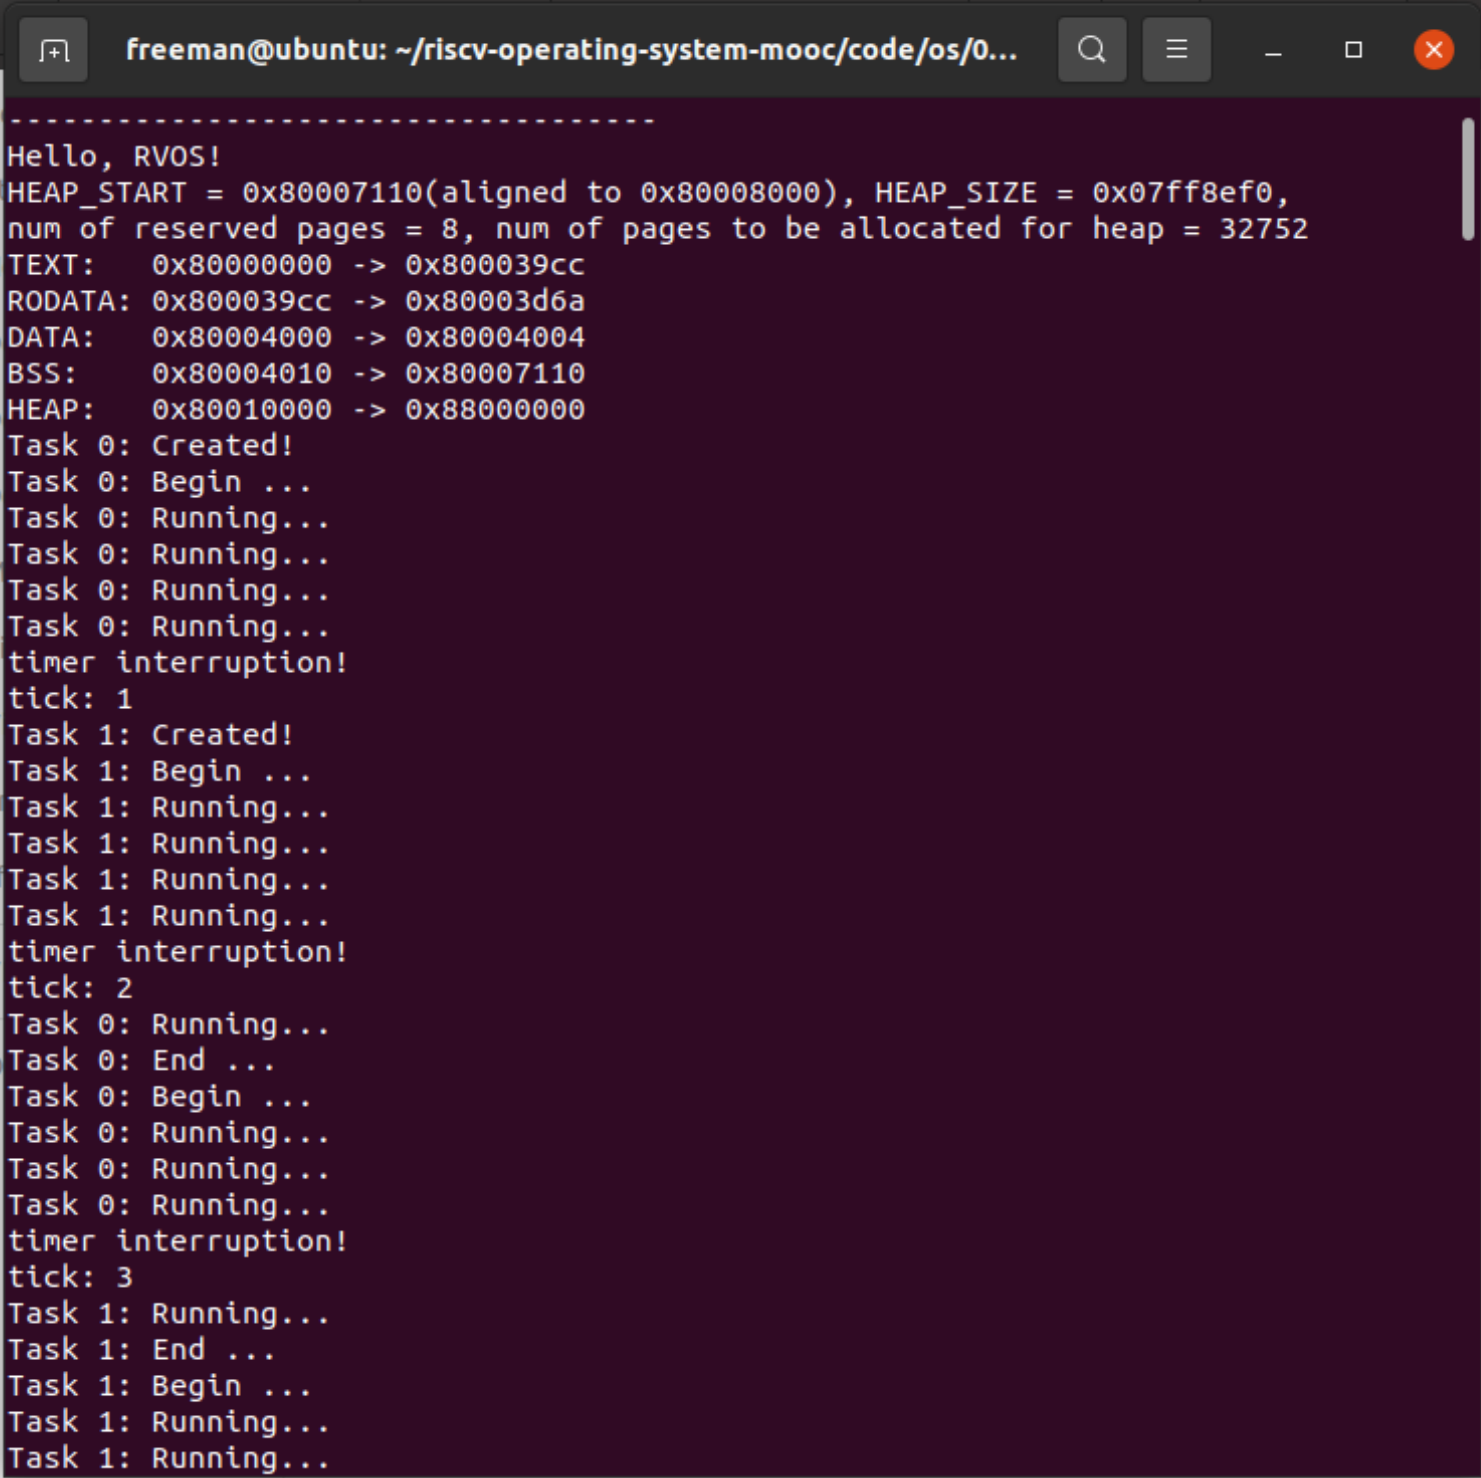 freeman@ubuntu: ~/riscv-operating-system-mooc/code/os/0...
------------------------------------
Hello, RVOS!
HEAP_START = 0x80007110(aligned to 0x80008000), HEAP_SIZE = 0x07ff8ef0,
num of reserved pages = 8, num of pages to be allocated for heap = 32752
TEXT:   0x80000000 -> 0x800039cc
RODATA: 0x800039cc -> 0x80003d6a
DATA:   0x80004000 -> 0x80004004
BSS:    0x80004010 -> 0x80007110
HEAP:   0x80010000 -> 0x88000000
Task 0: Created!
Task 0: Begin ...
Task 0: Running...
Task 0: Running...
Task 0: Running...
Task 0: Running...
timer interruption!
tick: 1
Task 1: Created!
Task 1: Begin ...
Task 1: Running...
Task 1: Running...
Task 1: Running...
Task 1: Running...
timer interruption!
tick: 2
Task 0: Running...
Task 0: End ...
Task 0: Begin ...
Task 0: Running...
Task 0: Running...
Task 0: Running...
timer interruption!
tick: 3
Task 1: Running...
Task 1: End ...
Task 1: Begin ...
Task 1: Running...
Task 1: Running...